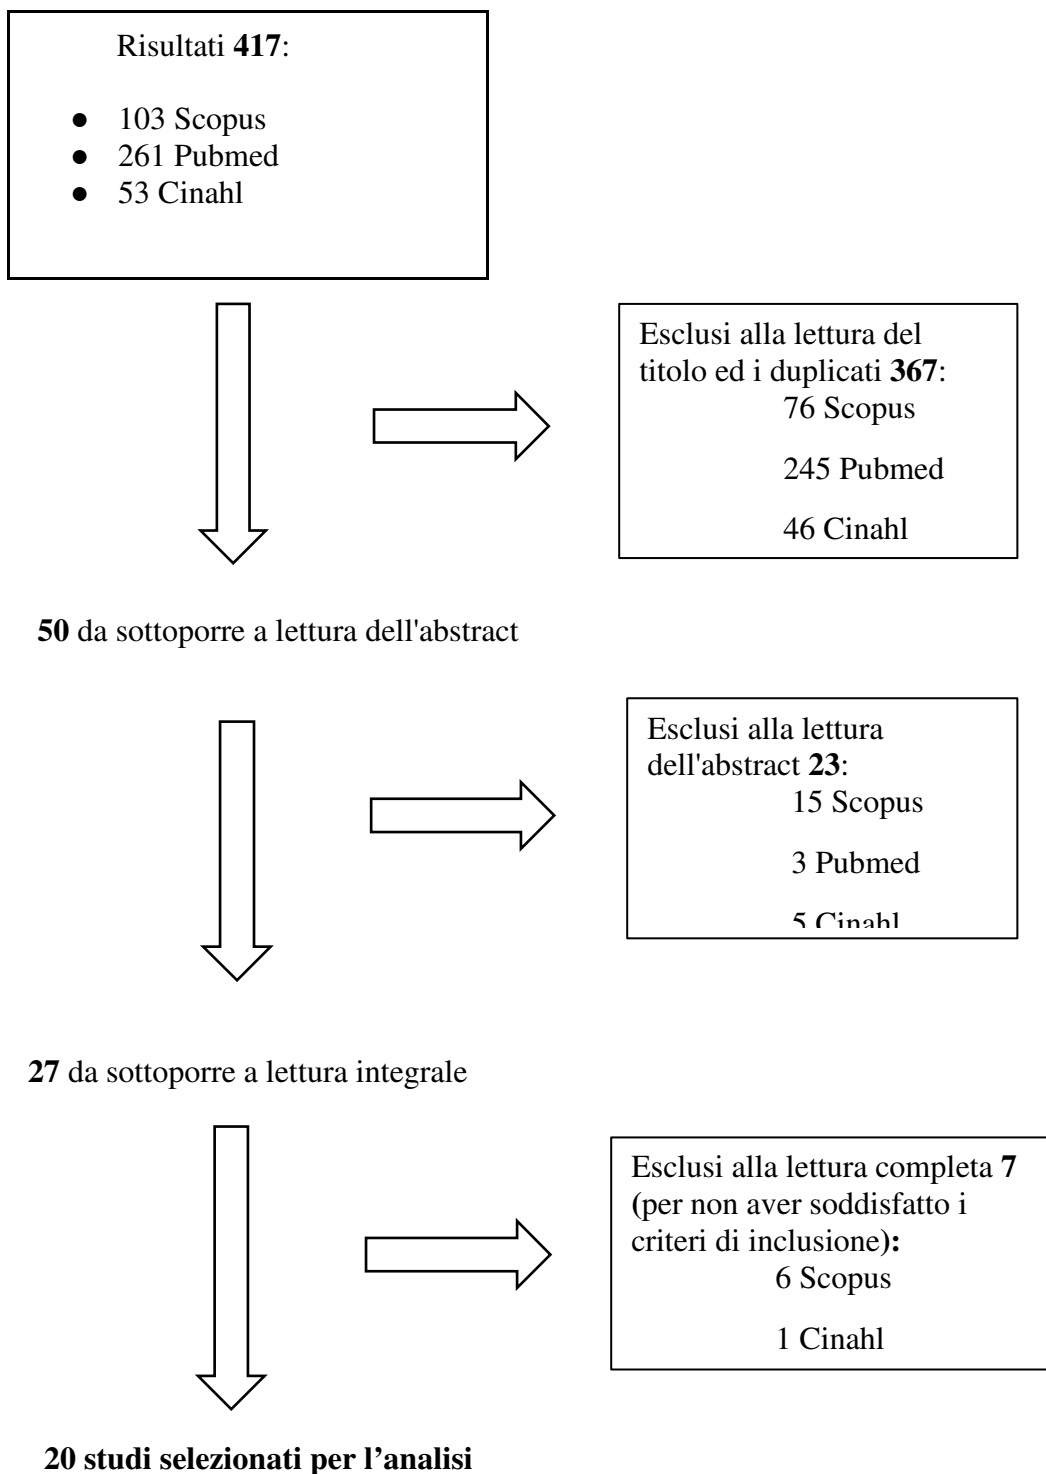 Risultati 417:
● 103 Scopus
● 261 Pubmed
● 53 Cinahl
Esclusi alla lettura del
titolo ed i duplicati 367:
76 Scopus
245 Pubmed
46 Cinahl
50 da sottoporre a lettura dell'abstract
Esclusi alla lettura
dell'abstract 23:
15 Scopus
3 Pubmed
5 Cinahl
27 da sottoporre a lettura integrale
Esclusi alla lettura completa 7
(per non aver soddisfatto i
criteri di inclusione):
6 Scopus
1 Cinahl
20 studi selezionati per l’analisi